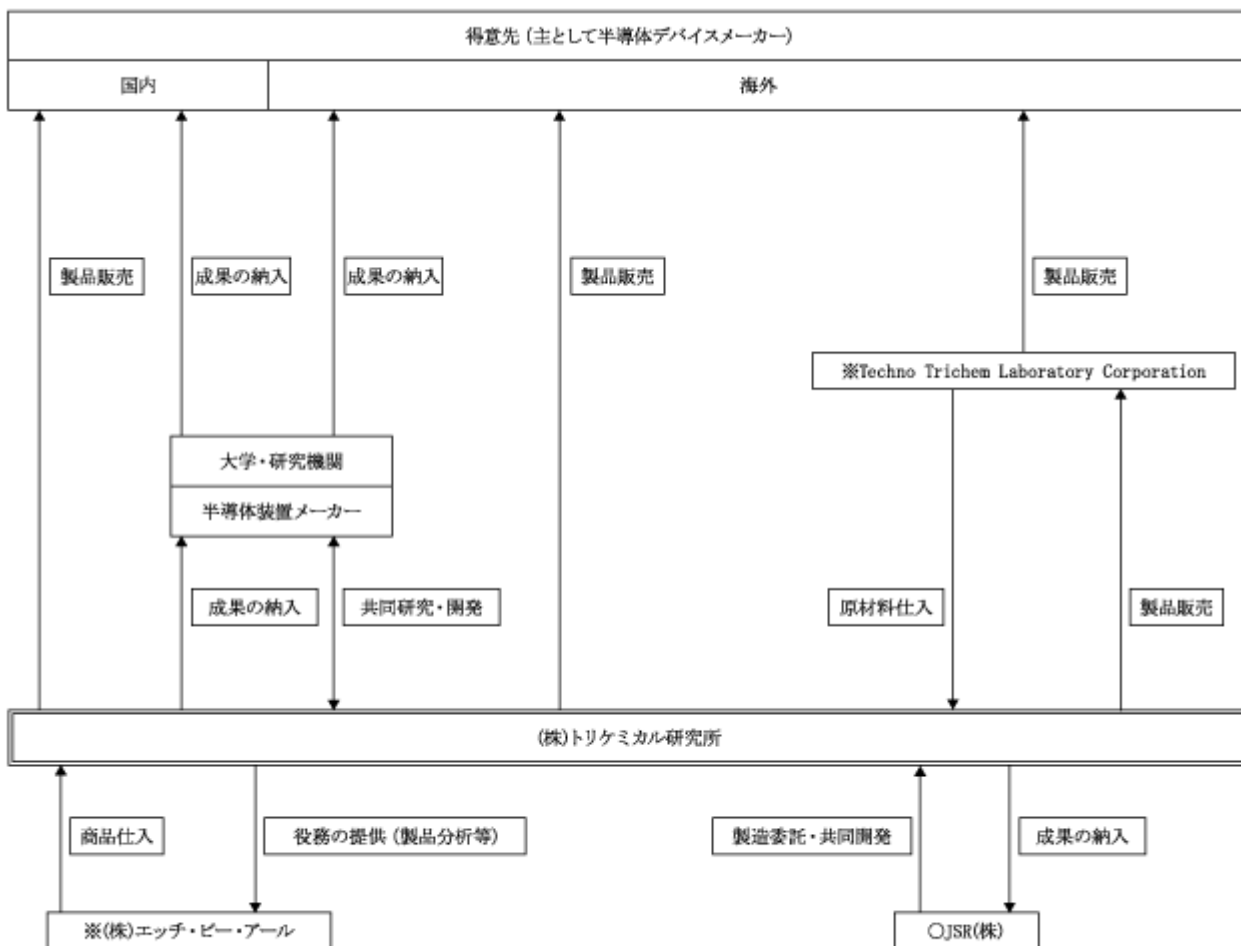 得意先 (主として半導体デバイスメーカー)
国内
海外
製品販売
成果の納入
成果の納入
製品販売
製品販売
※Techno Trichem Laboratory Corporation
大学・研究機関
半導体装置メーカー
成果の納入
共同研究・開発
原材料仕入
製品販売
(株)トリケミカル研究所
商品仕入
役務の提供 (製品分析等)
製造委託・共同開発
成果の納入
※(株)エッチ・ビー・アール
〇JSR(株)